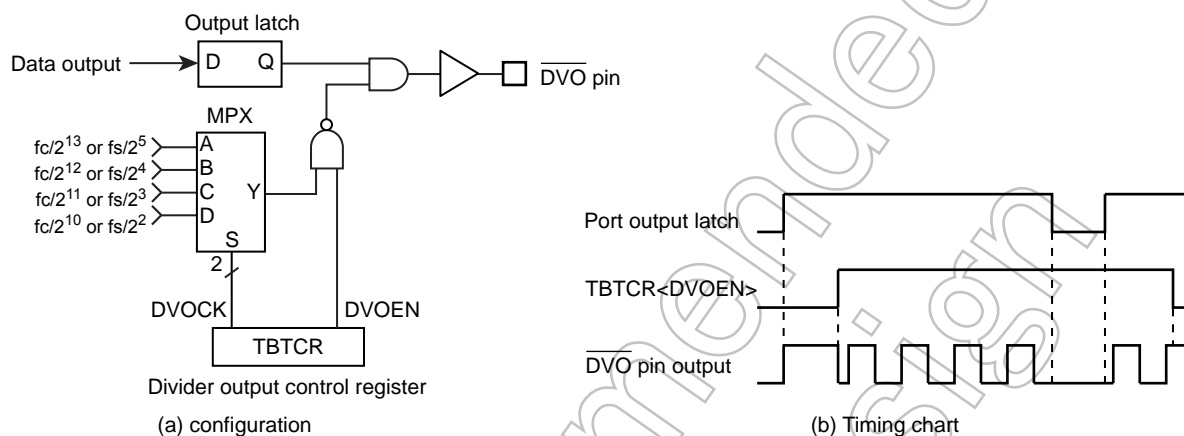 Output latch
Data output
D Q
DVO pin
MPX
fc/2^13 or fs/2^5
fc/2^12 or fs/2^4
fc/2^11 or fs/2^3
fc/2^10 or fs/2^2
A
B
C
D
Y
S
2
DVOCK
DVOEN
TBTCR
Divider output control register
(a) configuration
Port output latch
TBTCR<DVOEN>
DVO pin output
(b) Timing chart
mende
sign